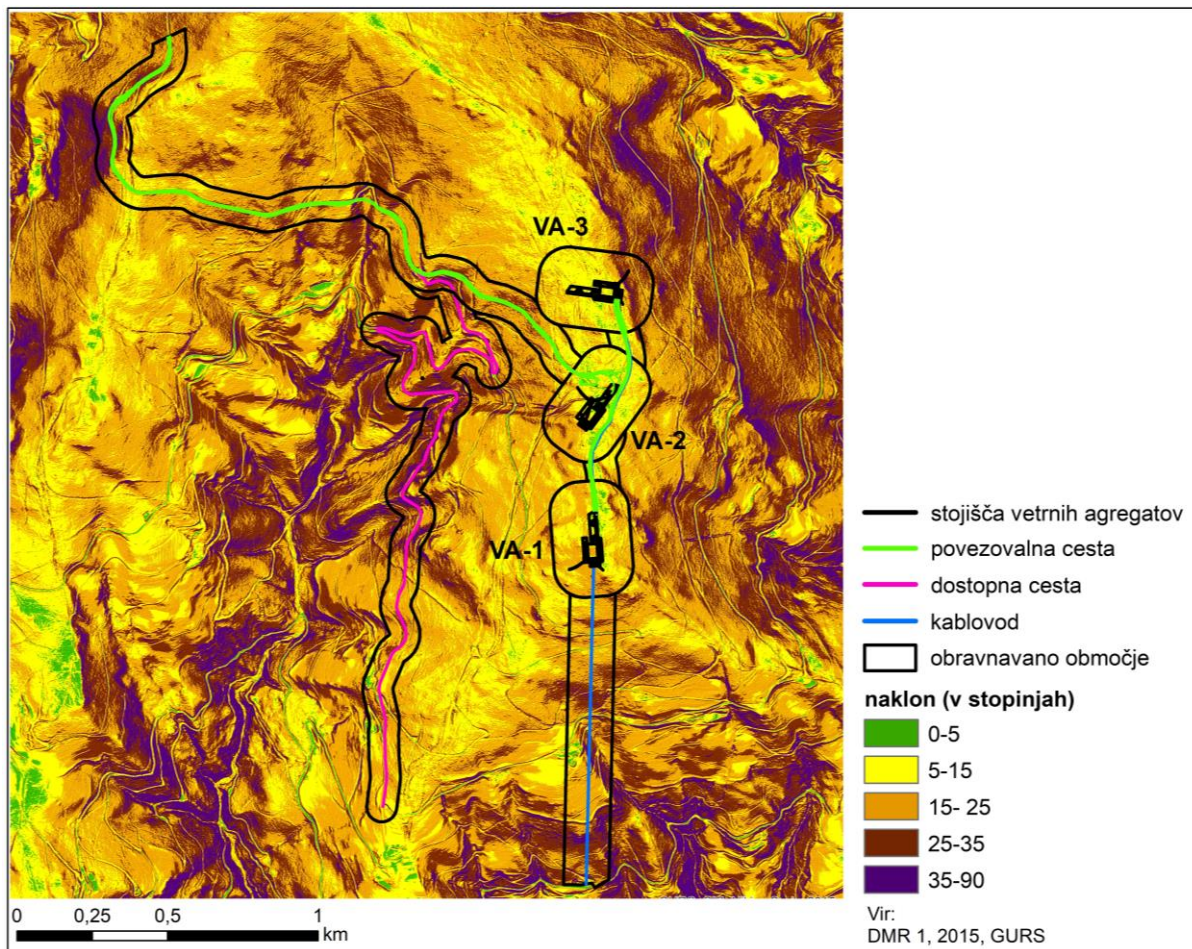 VA-3
VA-2
VA-1
stojišča vetrnih agregatov
povezovalna cesta
dostopna cesta
kablovod
obravnavano območje
naklon (v stopinjah)
0-5
5-15
15- 25
25-35
35-90
Vir:
DMR 1, 2015, GURS
0 0,25 0,5 1
km